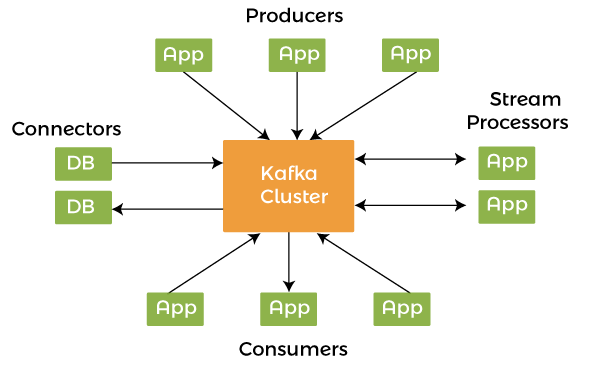 Producers
App
App
App
Connectors
Stream
Processors
DB
DB
Kafka
Cluster
App
App
App
App
App
Consumers